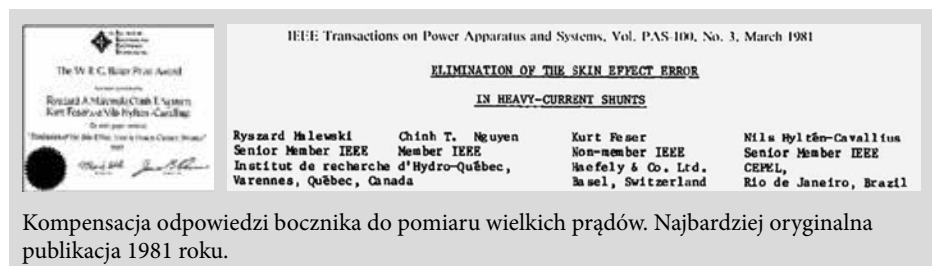 The W. R. G. Baker Prize Award
IEEE Transactions on Power Apparatus and Systems, Vol. PAS-100, No. 3, March 1981
ELIMINATION OF THE SKIN EFFECT ERROR
IN HEAVY-CURRENT SHUNTS
Ryszard Malewski Chinh T. Nguyen Kurt Feser Nils Hyltén-Cavallius
Senior Member IEEE Member IEEE Non-member IEEE Senior Member IEEE
Institut de recherche d'Hydro-Québec, Haefely & Co. Ltd. CEPEL,
Varennes, Québec, Canada Basel, Switzerland Rio de Janeiro, Brazil
Kompensacja odpowiedzi bocznika do pomiaru wielkich prądów. Najbardziej oryginalna
publikacja 1981 roku.